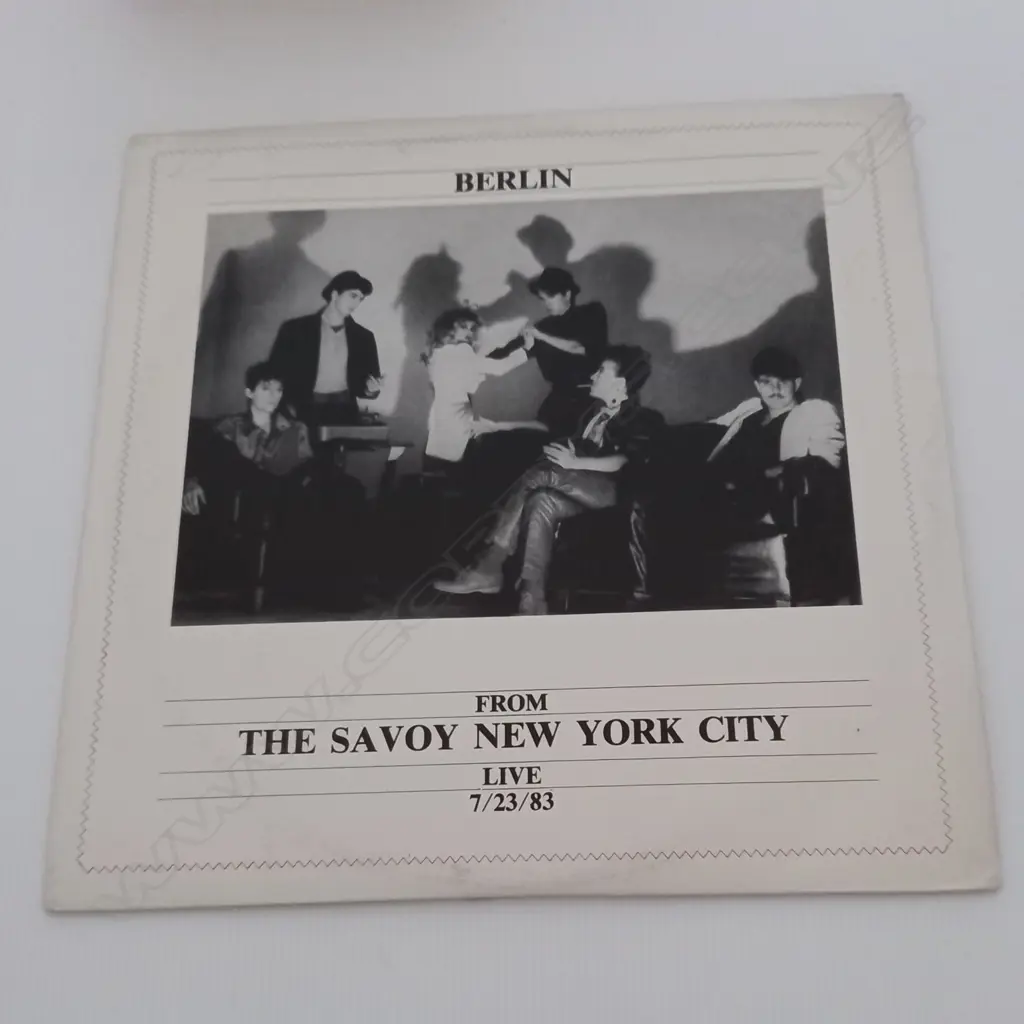 BERLIN
FROM
THE SAVOY NEW YORK CITY
LIVE
7/23/83